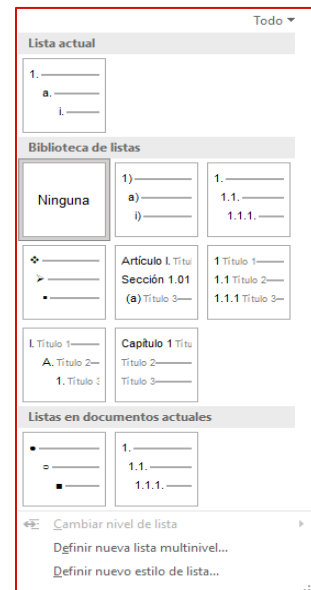 Todo
Lista actual
1.
a.
i.
Biblioteca de listas
Ninguna
1)
a)
i)
1.
1.1.
1.1.1.
Artículo I. Títu
Sección 1.01
(a) Título 3
1 Título 1
1.1 Título 2
1.1.1 Título 3
I. Título 1
A. Título 2
1. Título 3
Capítulo 1 Títu
Título 2
Título 3
Listas en documentos actuales
1.
1.1.
1.1.1.
Cambiar nivel de lista
Definir nueva lista multinivel...
Definir nuevo estilo de lista...